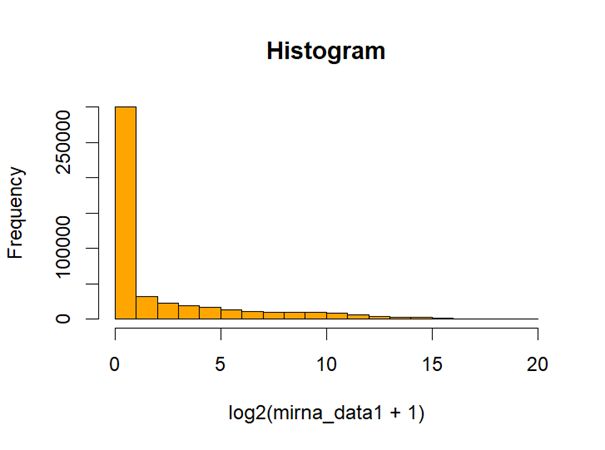 Histogram
Frequency
250000
100000
0
0 5 10 15 20
log2(mirna_data1 + 1)